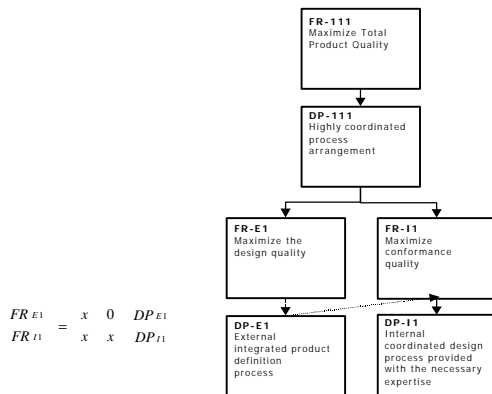 FR-111
Maximize Total
Product Quality
DP-111
Highly coordinated
process
arrangement
FR-E1
Maximize the
design quality
FR-I1
Maximize
conformance
quality
FR E1 = x 0 DP E1
FR I1 x x DP I1
DP-E1
External
integrated product
definition
process
DP-I1
Internal
coordinated design
process provided
with the necessary
expertise